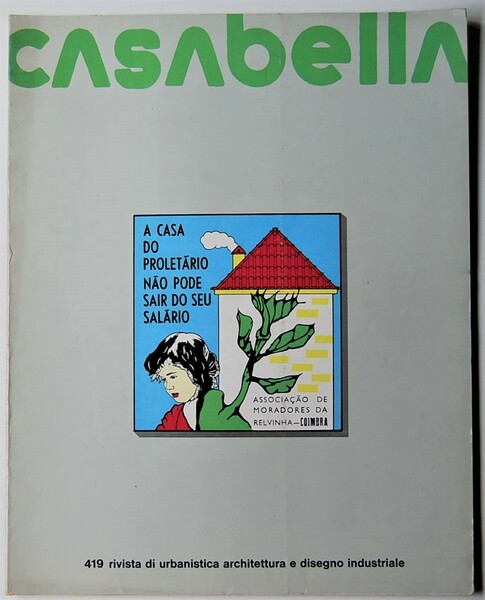 casabella
A CASA
DO
PROLETÁRIO
NÃO PODE
SAIR DO SEU
SALÁRIO
ASSOCIAÇÃO DE
MORADORES DA
RELVINHA—COIMBRA
419 rivista di urbanistica architettura e disegno industriale